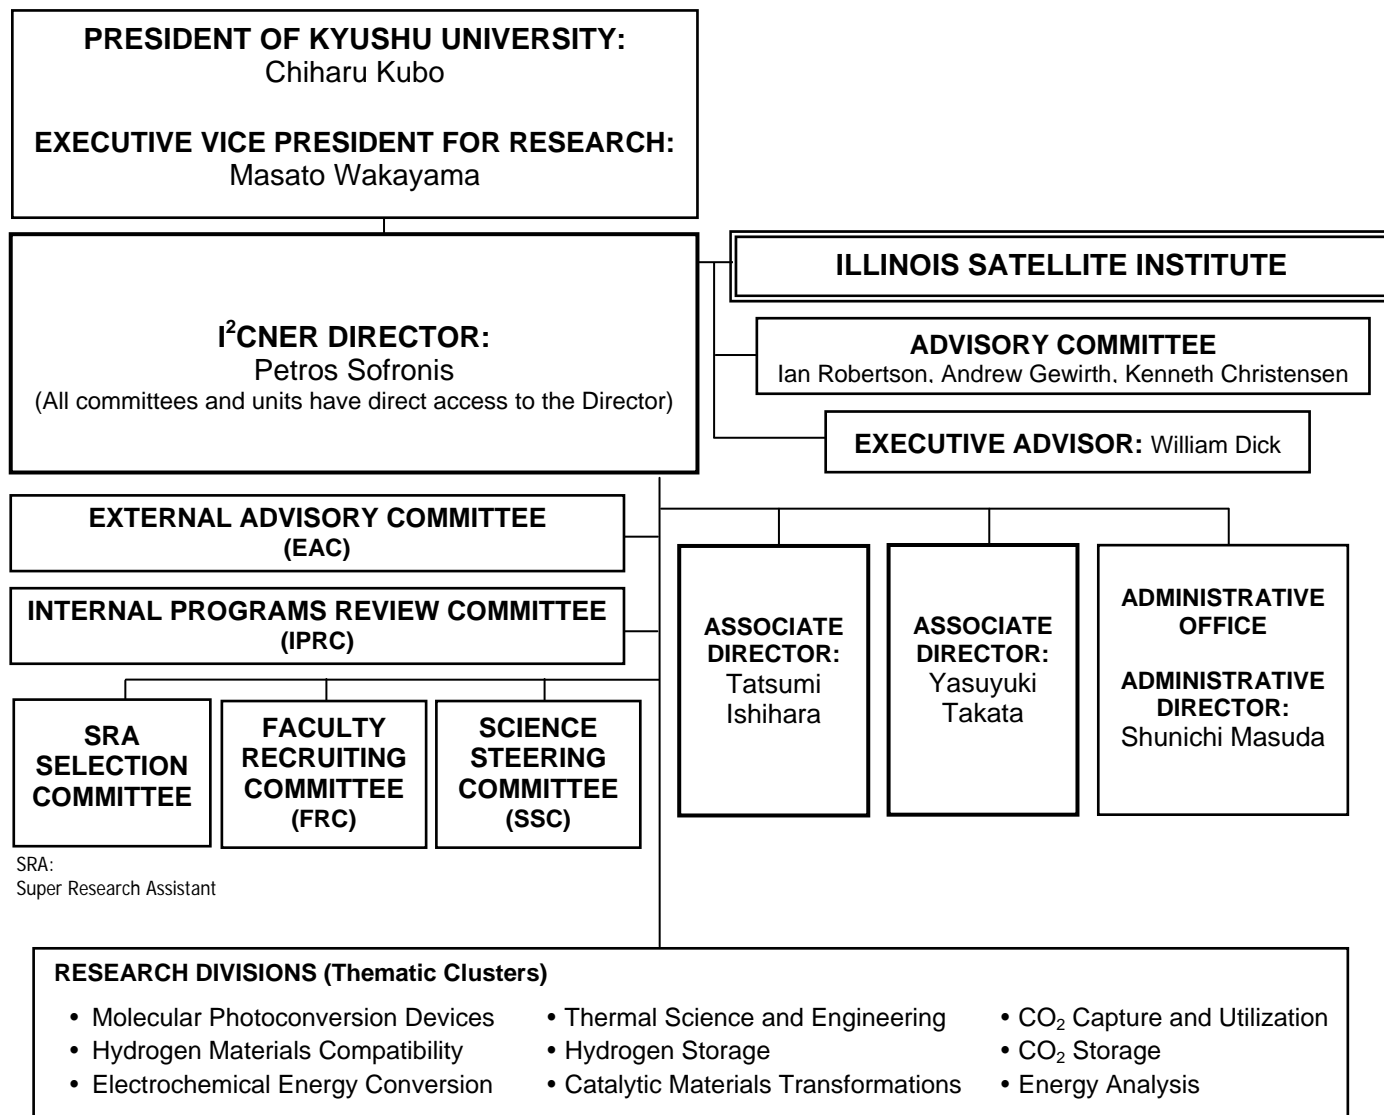 PRESIDENT OF KYUSHU UNIVERSITY:
Chiharu Kubo
EXECUTIVE VICE PRESIDENT FOR RESEARCH:
Masato Wakayama
I²CNER DIRECTOR:
Petros Sofronis
(All committees and units have direct access to the Director)
ILLINOIS SATELLITE INSTITUTE
ADVISORY COMMITTEE
Ian Robertson, Andrew Gewirth, Kenneth Christensen
EXECUTIVE ADVISOR: William Dick
EXTERNAL ADVISORY COMMITTEE
(EAC)
INTERNAL PROGRAMS REVIEW COMMITTEE
(IPRC)
SRA
SELECTION
COMMITTEE
FACULTY
RECRUITING
COMMITTEE
(FRC)
SCIENCE
STEERING
COMMITTEE
(SSC)
SRA:
Super Research Assistant
ASSOCIATE
DIRECTOR:
Tatsumi
Ishihara
ASSOCIATE
DIRECTOR:
Yasuyuki
Takata
ADMINISTRATIVE
OFFICE
ADMINISTRATIVE
DIRECTOR:
Shunichi Masuda
RESEARCH DIVISIONS (Thematic Clusters)
• Molecular Photoconversion Devices
• Hydrogen Materials Compatibility
• Electrochemical Energy Conversion
• Thermal Science and Engineering
• Hydrogen Storage
• Catalytic Materials Transformations
• CO₂ Capture and Utilization
• CO₂ Storage
• Energy Analysis